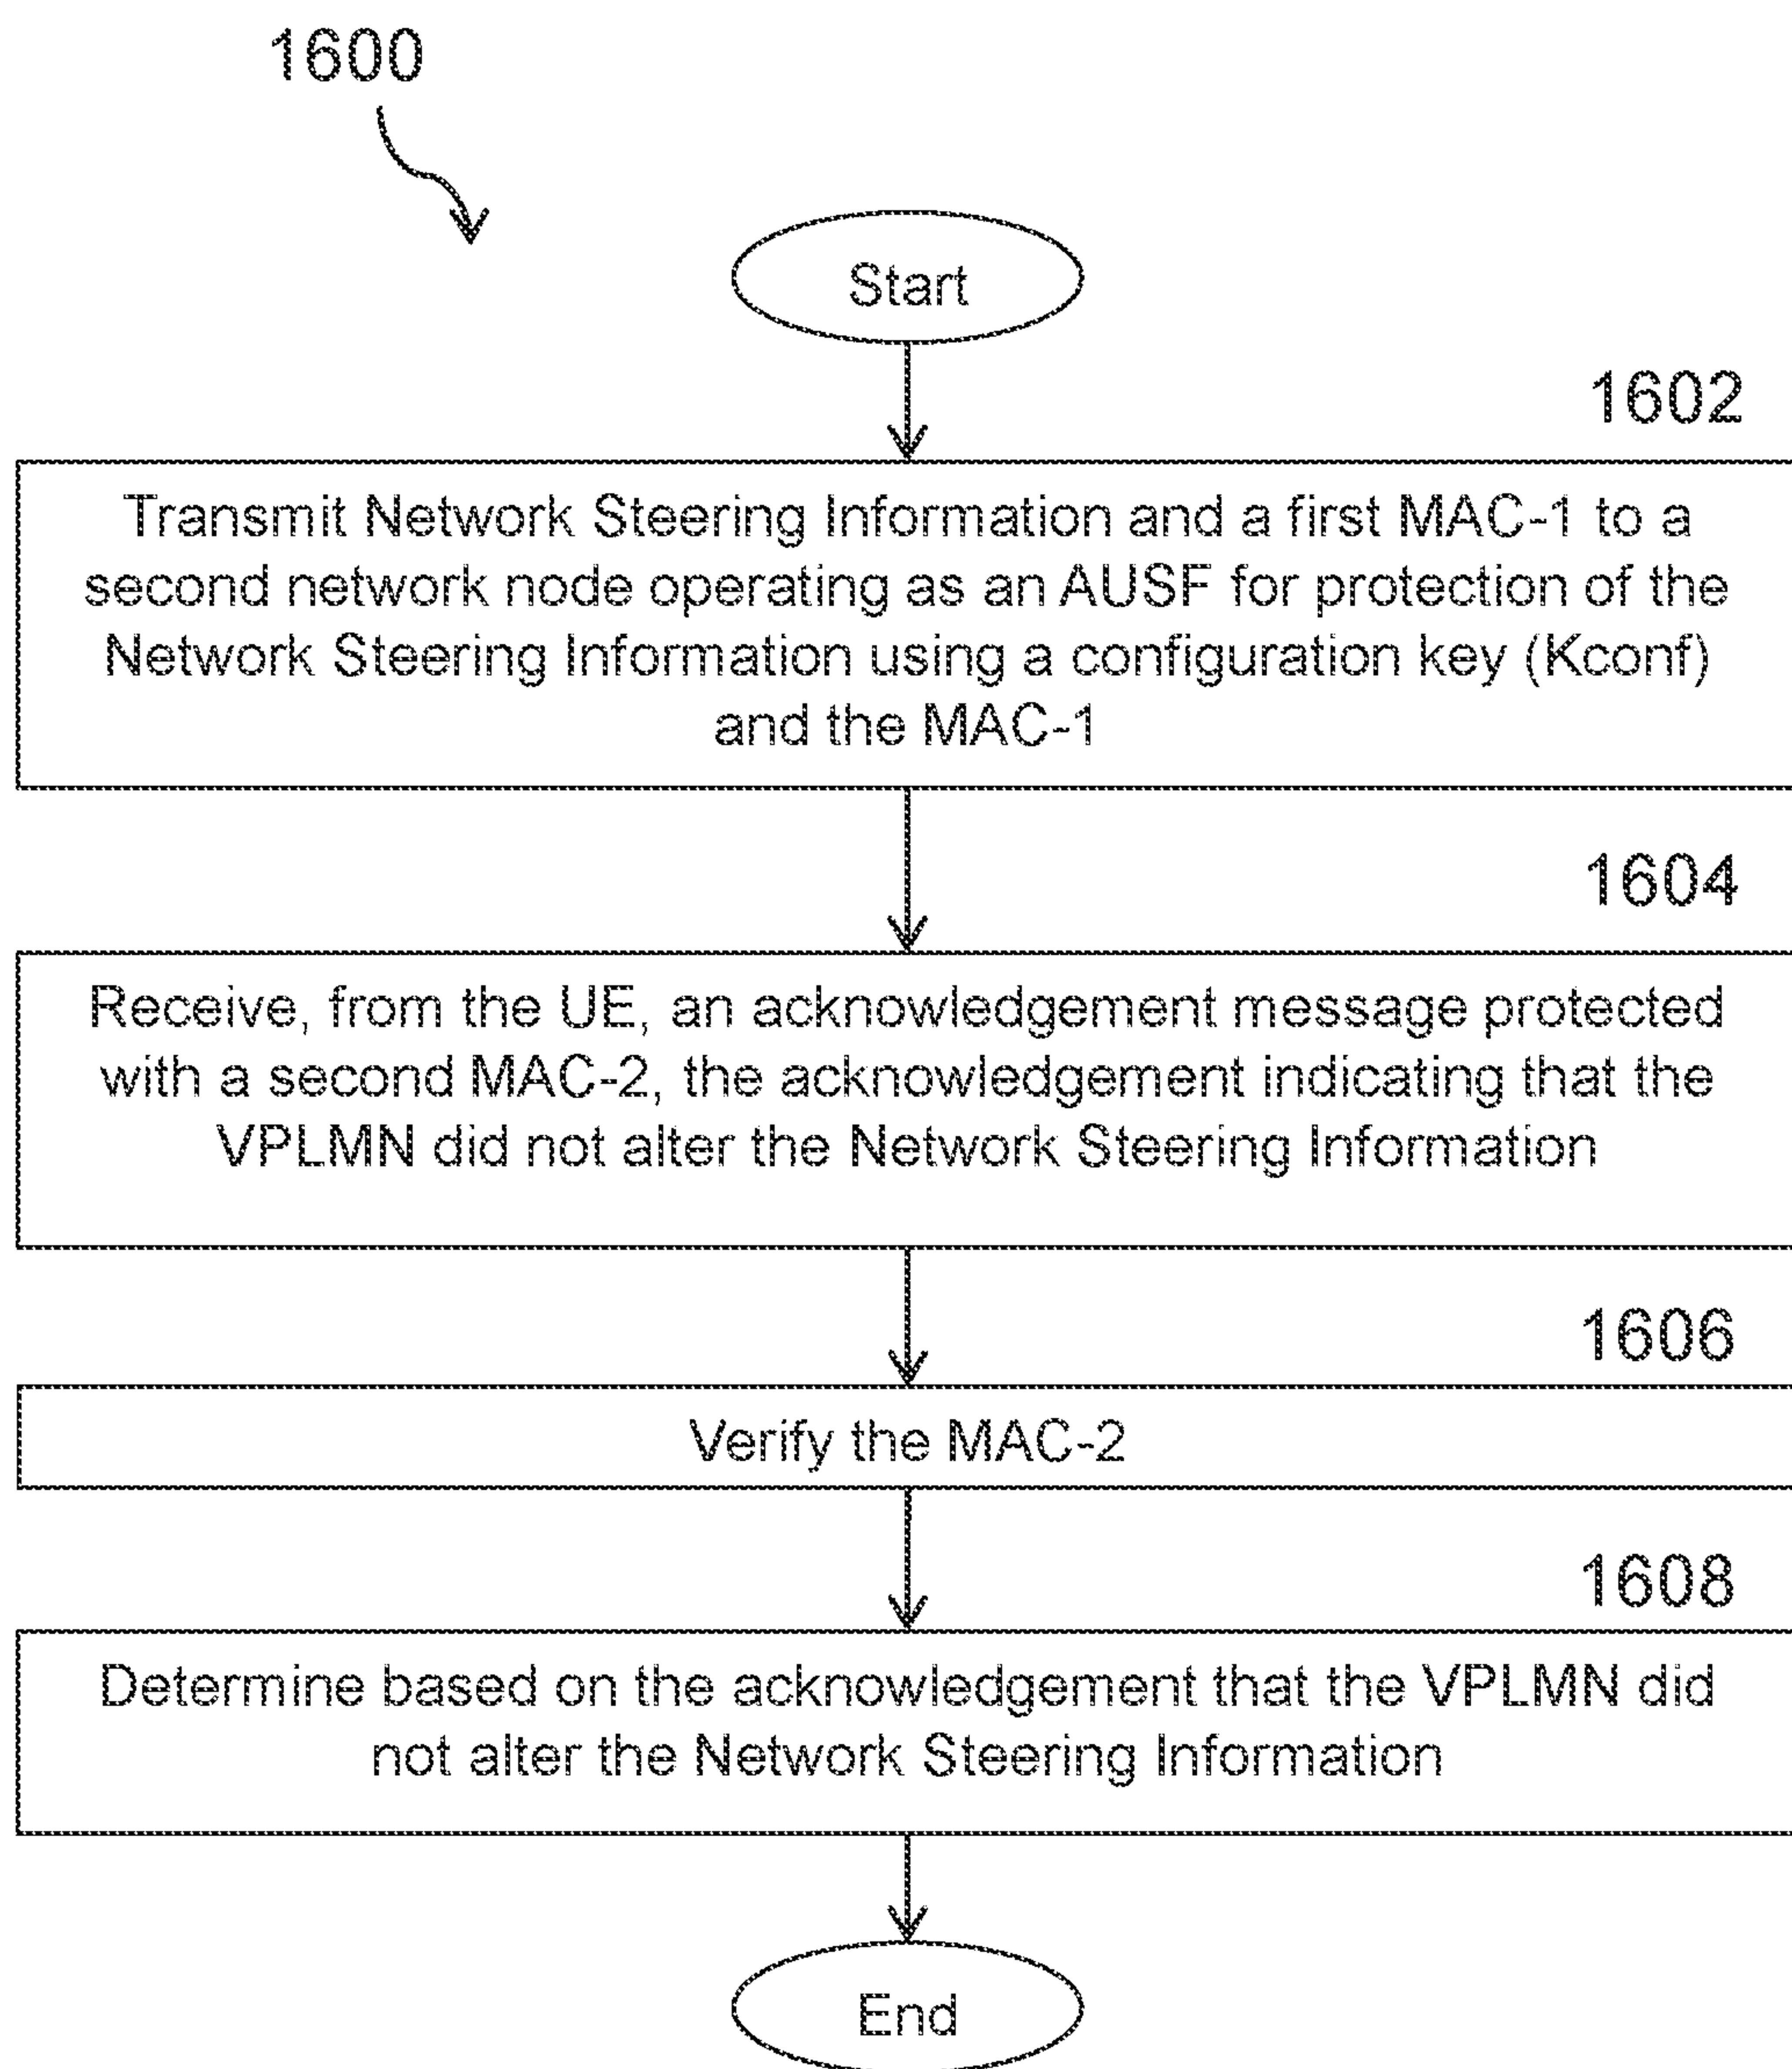 1600
Start
1602
Transmit Network Steering Information and a first MAC-1 to a
second network node operating as an AUSF for protection of the
Network Steering Information using a configuration key (Kconf)
and the MAC-1
1604
Receive, from the UE, an acknowledgement message protected
with a second MAC-2, the acknowledgement indicating that the
VPLMN did not alter the Network Steering Information
1606
Verify the MAC-2
1608
Determine based on the acknowledgement that the VPLMN did
not alter the Network Steering Information
End